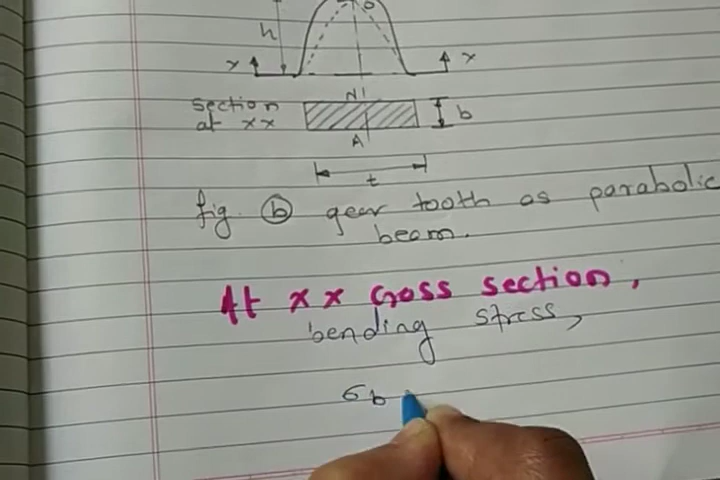 h
x x
section
at xx
N
b
A
t
fig. ⓑ gear tooth as parabolic
beam.
At xx cross section,
bending stress,
σb